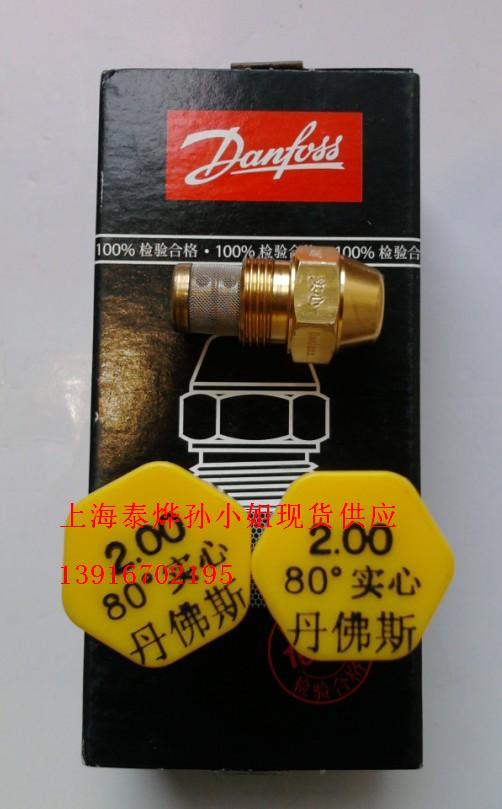 Danfoss
100% 检验合格 · 100% 检验合格 · 100% 检验合格
实心
上海泰烨孙小姐现货供应
13916702195
2.00
80°
丹佛斯
2.00
80° 实心
丹佛斯
检验合格